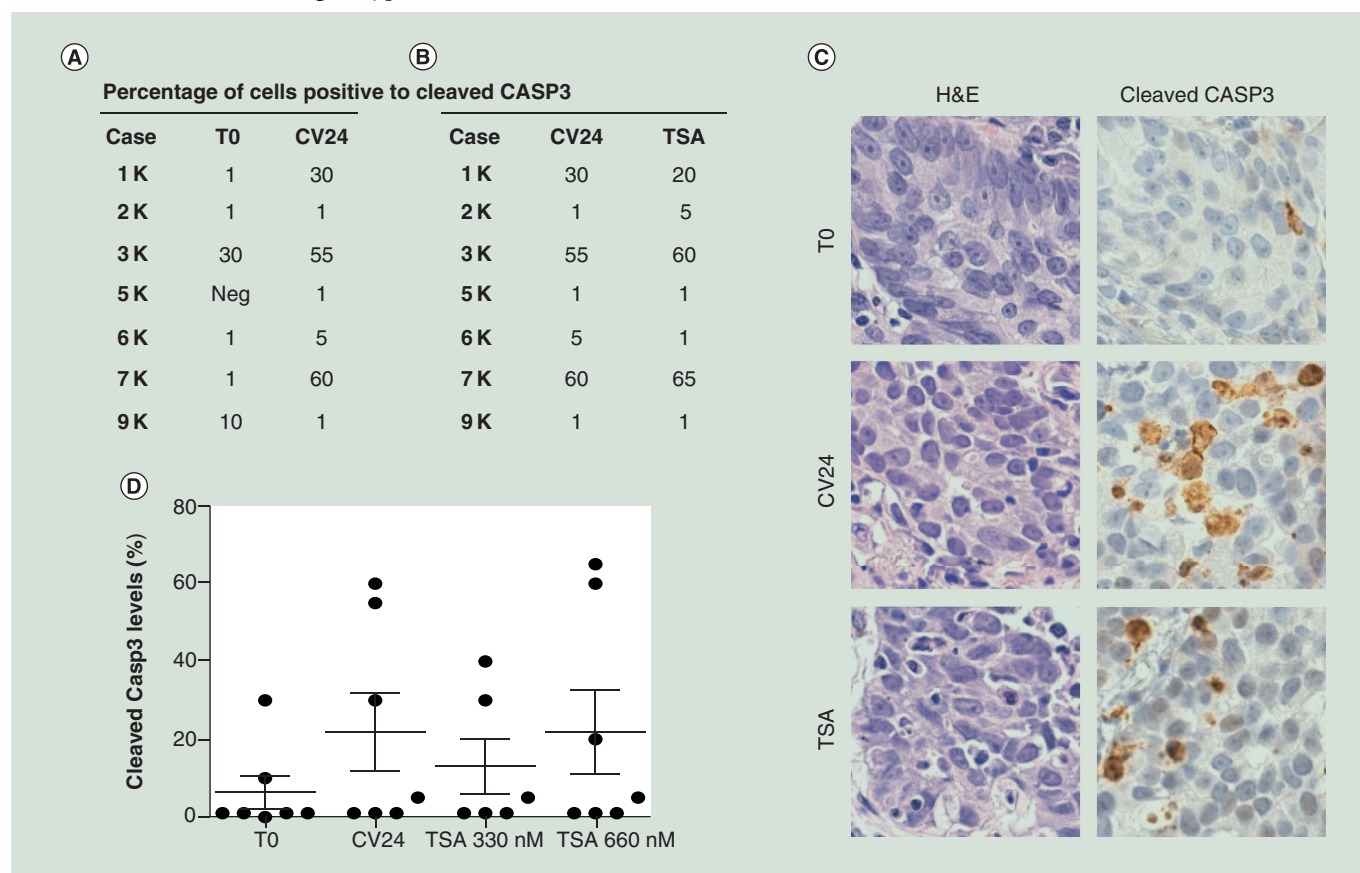 A
B
Percentage of cells positive to cleaved CASP3
Case T0 CV24
1 K 1 30
2 K 1 1
3 K 30 55
5 K Neg 1
6 K 1 5
7 K 1 60
9 K 10 1
Case CV24 TSA
1 K 30 20
2 K 1 5
3 K 55 60
5 K 1 1
6 K 5 1
7 K 60 65
9 K 1 1
C
H&E Cleaved CASP3
T0
CV24
TSA
D
Cleaved Casp3 levels (%)
80
60
40
20
0
T0 CV24 TSA 330 nM TSA 660 nM